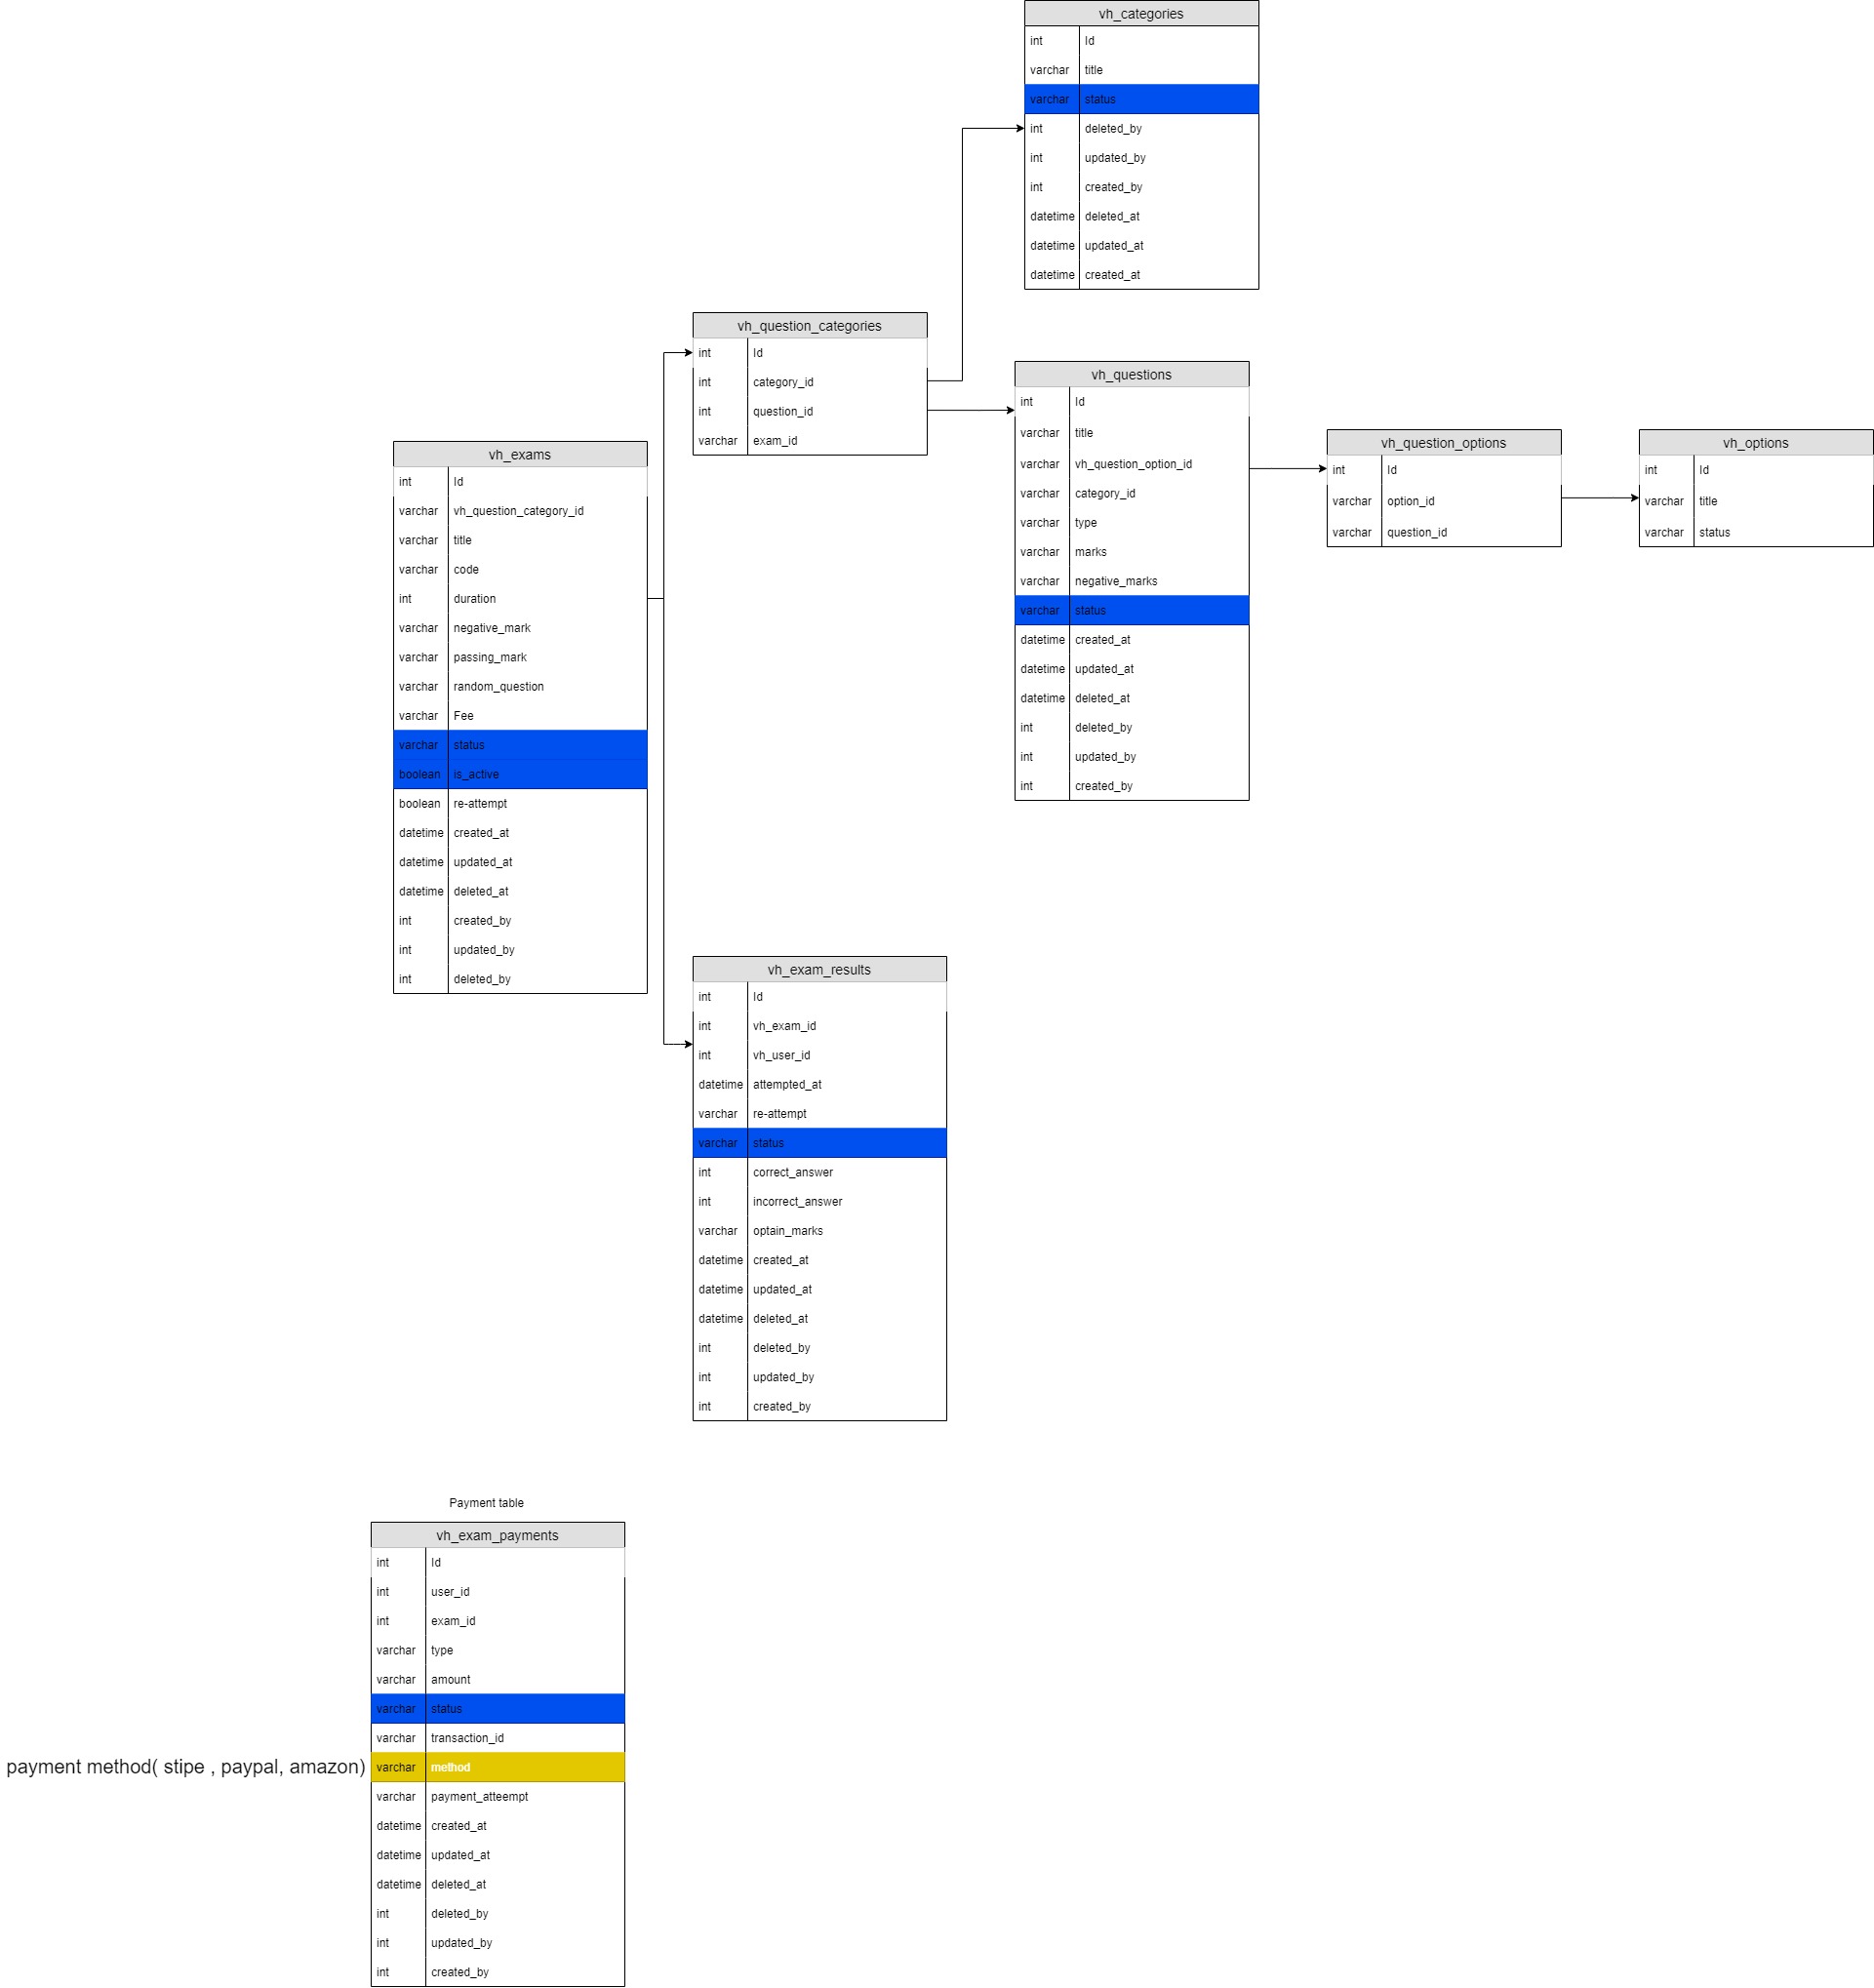 vh_categories
int Id
varchar title
varchar status
int deleted_by
int updated_by
int created_by
datetime deleted_at
datetime updated_at
datetime created_at
vh_question_categories
int Id
int category_id
int question_id
varchar exam_id
vh_questions
int Id
varchar title
varchar vh_question_option_id
varchar category_id
varchar type
varchar marks
varchar negative_marks
varchar status
datetime created_at
datetime updated_at
datetime deleted_at
int deleted_by
int updated_by
int created_by
vh_question_options
int Id
varchar option_id
varchar question_id
vh_options
int Id
varchar title
varchar status
vh_exams
int Id
varchar vh_question_category_id
varchar title
varchar code
int duration
varchar negative_mark
varchar passing_mark
varchar random_question
varchar Fee
varchar status
boolean is_active
boolean re-attempt
datetime created_at
datetime updated_at
datetime deleted_at
int created_by
int updated_by
int deleted_by
vh_exam_results
int Id
int vh_exam_id
int vh_user_id
datetime attempted_at
varchar re-attempt
varchar status
int correct_answer
int incorrect_answer
varchar optain_marks
datetime created_at
datetime updated_at
datetime deleted_at
int deleted_by
int updated_by
int created_by
Payment table
vh_exam_payments
int Id
int user_id
int exam_id
varchar type
varchar amount
varchar status
varchar transaction_id
payment method( stipe , paypal, amazon) varchar method
varchar payment_atteempt
datetime created_at
datetime updated_at
datetime deleted_at
int deleted_by
int updated_by
int created_by